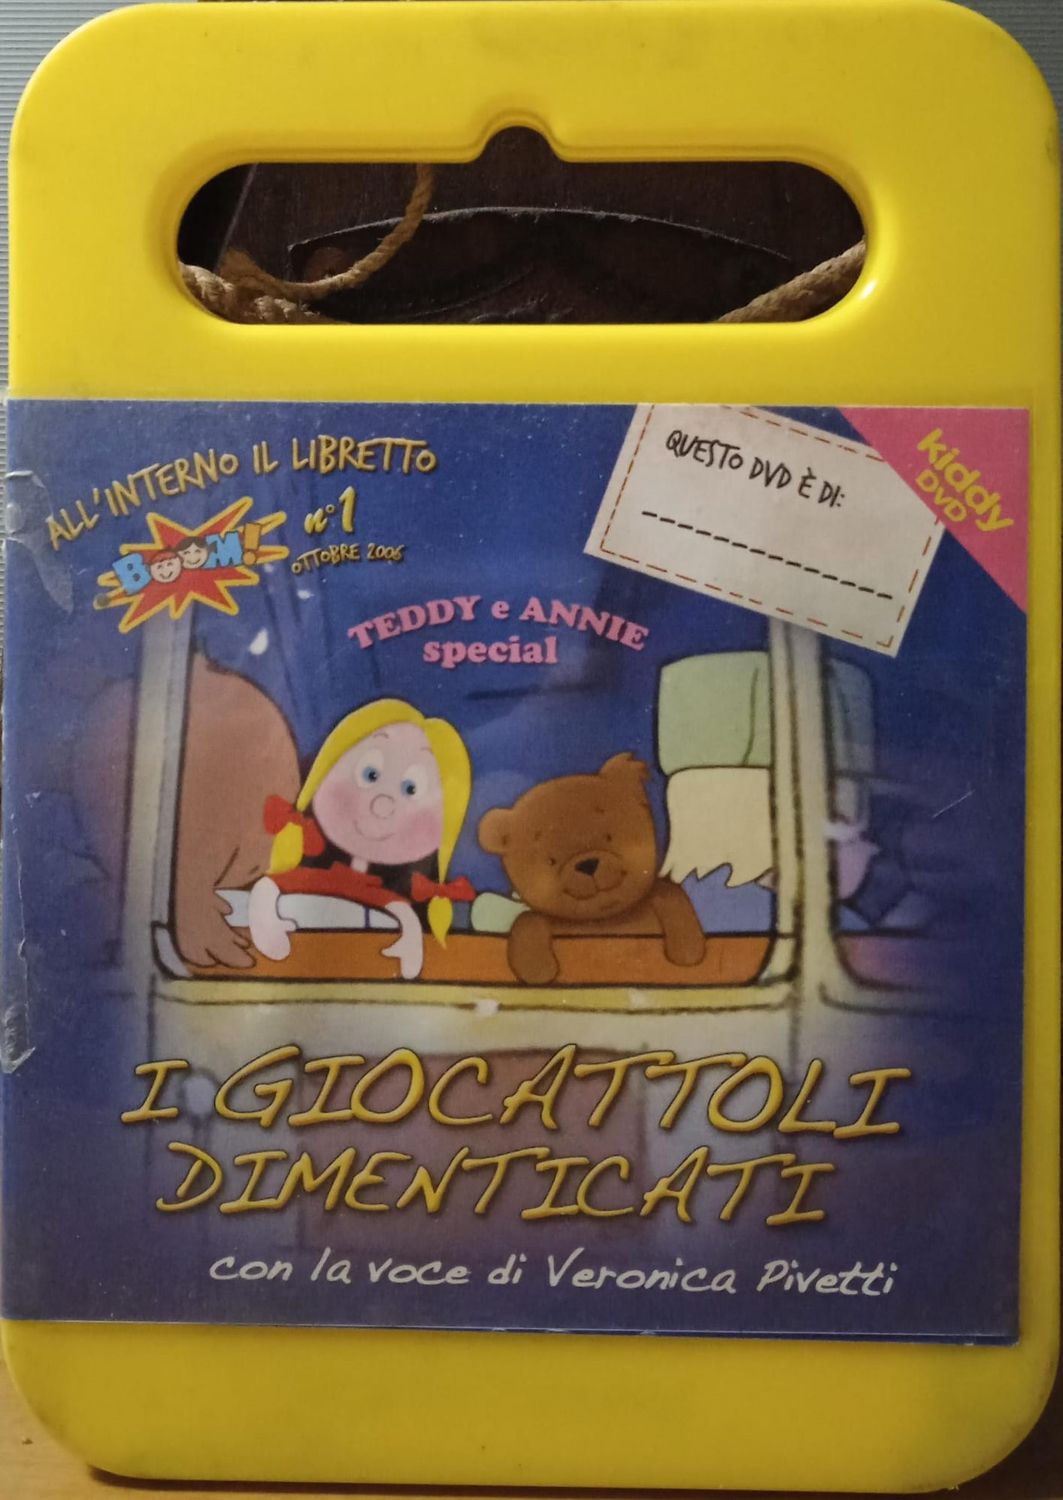 ALL'INTERNO IL LIBRETTO
BOOM! n°1
OTTOBRE 2006
QUESTO DVD È DI:
kiddy
DVD
TEDDY e ANNIE
special
I GIOCATTOLI
DIMENTICATI
con la voce di Veronica Pivetti